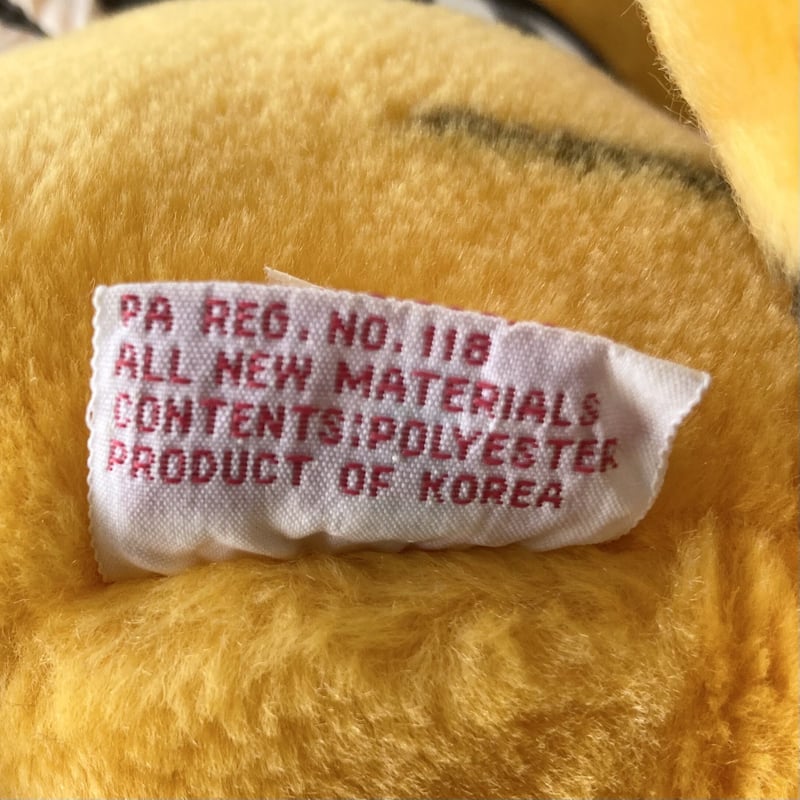 PA REG. NO. 118
ALL NEW MATERIALS
CONTENTS:POLYESTER
PRODUCT OF KOREA